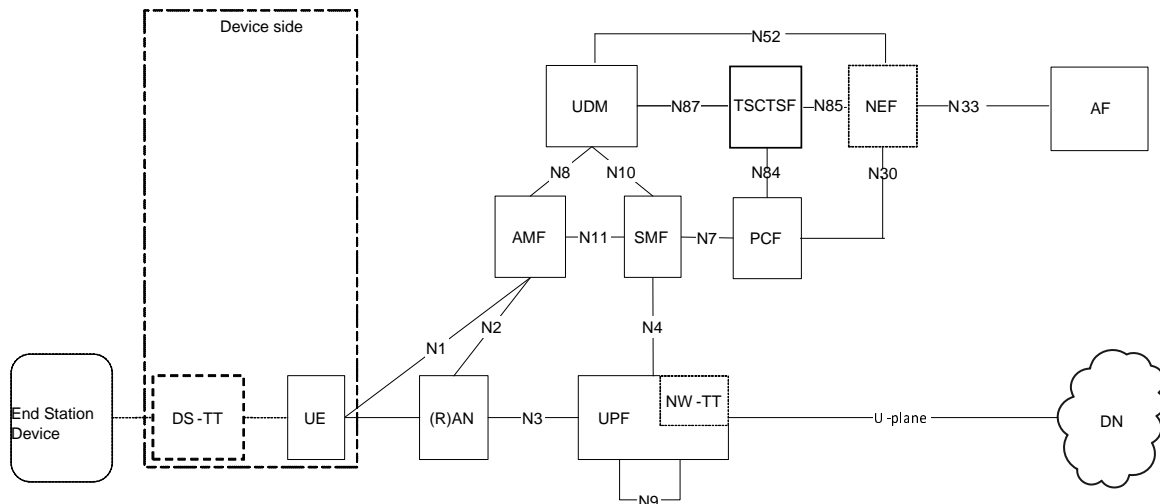 Device side
N52
UDM
N87
TSCTSF
N85
NEF
N33
AF
N8
N10
N84
N30
AMF
N11
SMF
N7
PCF
N1
N2
N4
End Station
Device
DS-TT
UE
(R)AN
N3
UPF
NW-TT
U-plane
DN
N9